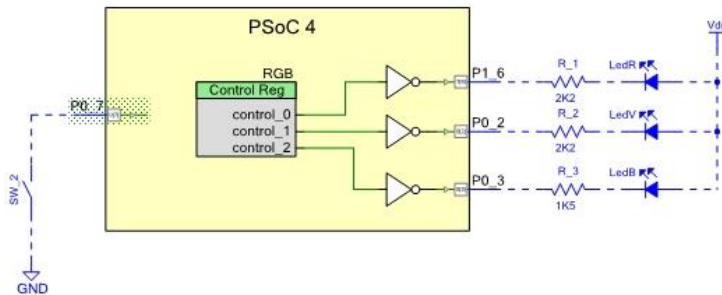 PSoC 4
Vdd
RGB
Control Reg
control_0
control_1
control_2
P0_7
P1_6
P0_2
P0_3
R_1
2K2
LedR
R_2
2K2
LedV
R_3
1K5
LedB
SW_2
GND